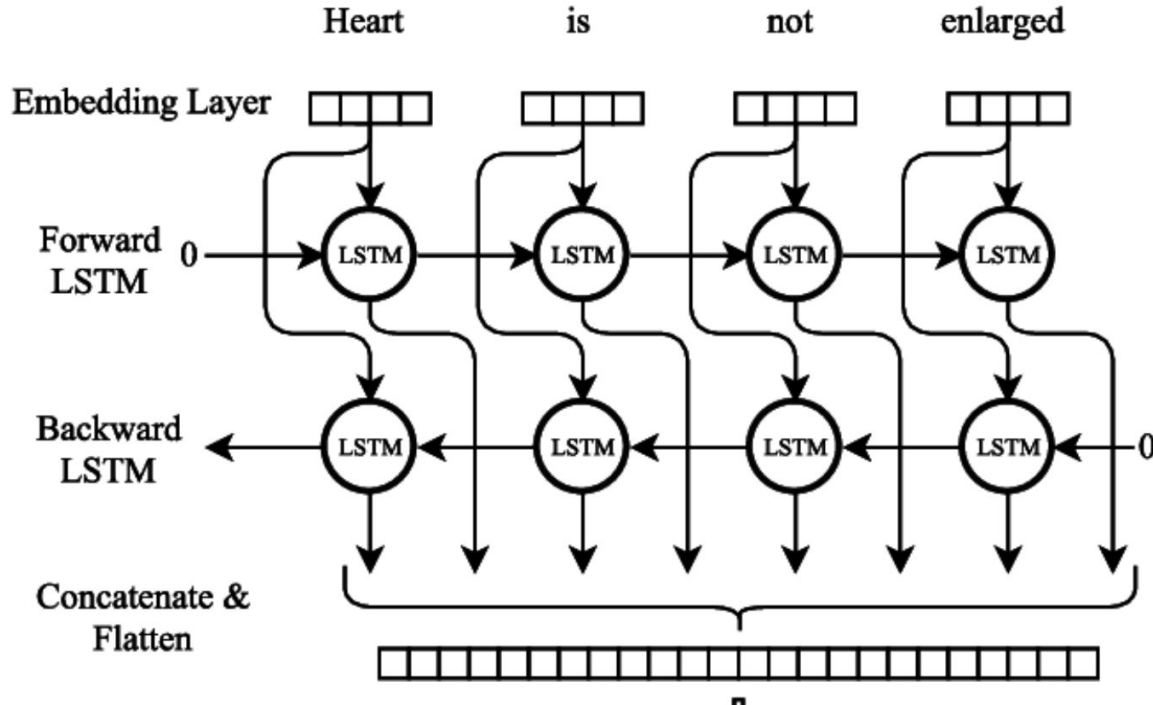 Heart is not enlarged
Embedding Layer
Forward
LSTM
0
LSTM LSTM LSTM LSTM
Backward
LSTM
LSTM LSTM LSTM LSTM
0
Concatenate &
Flatten